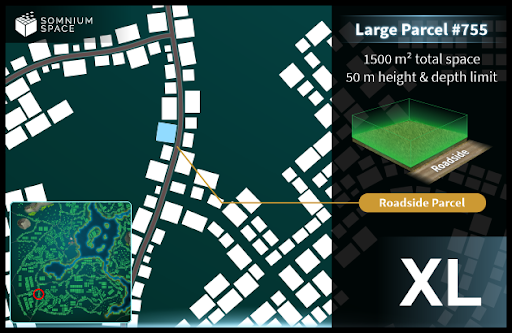 SOMNIUM
SPACE
Large Parcel #755
1500 m² total space
50 m height & depth limit
Roadside
Roadside Parcel
XL